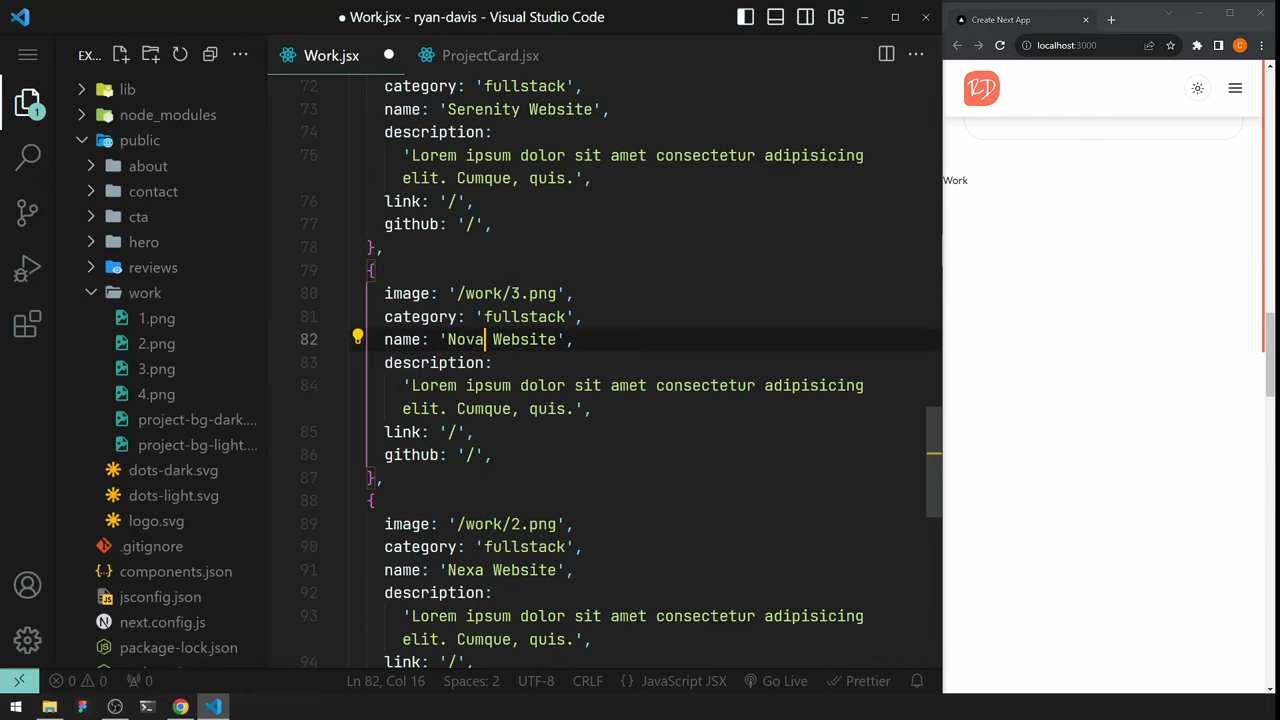 ● Work.jsx - ryan-davis - Visual Studio Code
EX...
Work.jsx
ProjectCard.jsx
lib
node_modules
public
about
contact
cta
hero
reviews
work
1.png
2.png
3.png
4.png
project-bg-dark....
project-bg-light....
dots-dark.svg
dots-light.svg
logo.svg
.gitignore
components.json
jsconfig.json
next.config.js
package-lock.json
1
72 category: 'fullstack',
73 name: 'Serenity Website',
74 description:
75 'Lorem ipsum dolor sit amet consectetur adipisicing
elit. Cumque, quis.',
76 link: '/',
77 github: '/',
78 },
79 {
80 image: '/work/3.png',
81 category: 'fullstack',
82 name: 'Nova Website',
83 description:
84 'Lorem ipsum dolor sit amet consectetur adipisicing
elit. Cumque, quis.',
85 link: '/',
86 github: '/',
87 },
88 {
89 image: '/work/2.png',
90 category: 'fullstack',
91 name: 'Nexa Website',
92 description:
93 'Lorem ipsum dolor sit amet consectetur adipisicing
elit. Cumque, quis.',
94 link: '/',
0 0 0
Ln 82, Col 16
Spaces: 2
UTF-8
CRLF
{} JavaScript JSX
Go Live
Prettier
Create Next App
localhost:3000
C
RD
Work